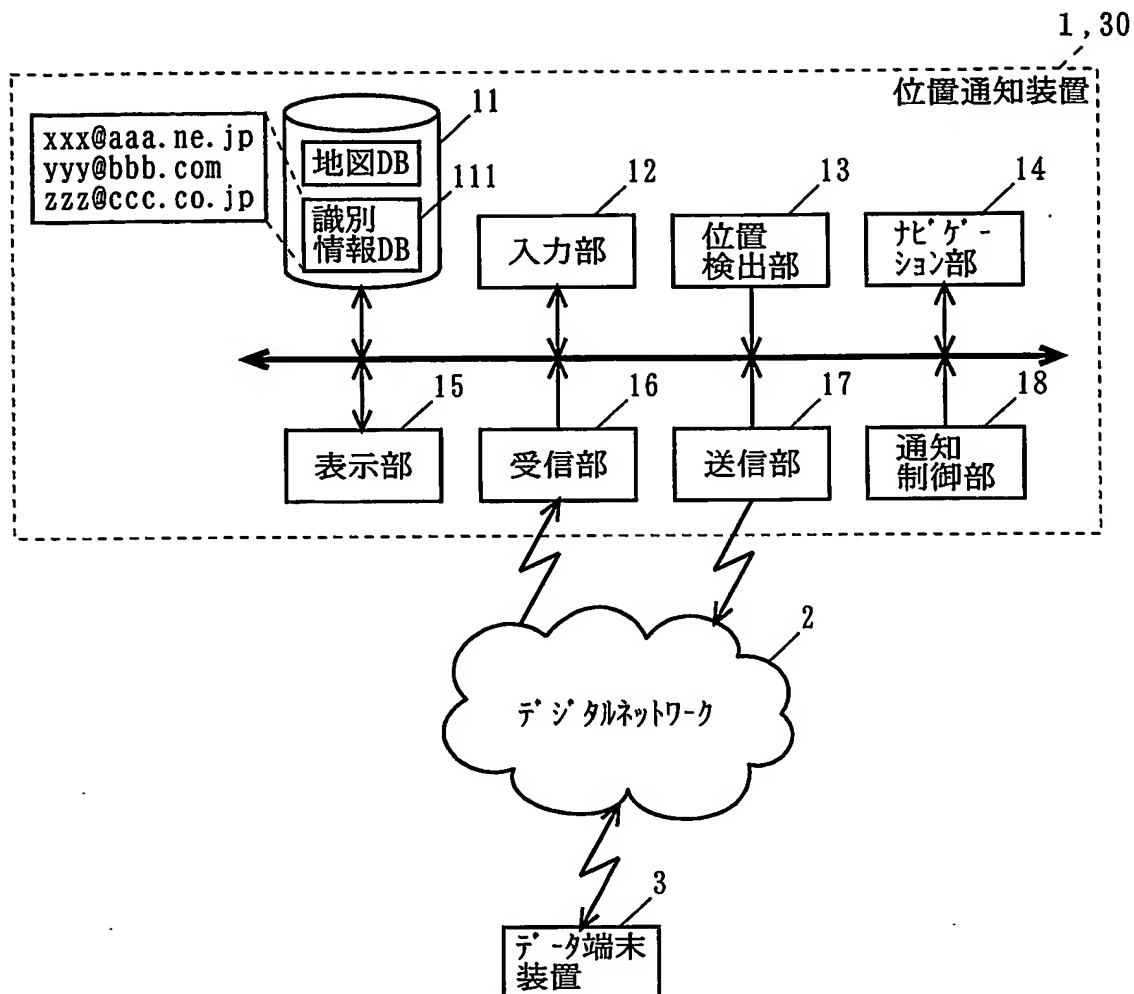 1,30
位置通知装置
xxx@aaa.ne.jp
yyy@bbb.com
zzz@ccc.co.jp
11
地図DB
111
識別
情報DB
12
入力部
13
位置
検出部
14
ﾅﾋﾞｹﾞｰ
ｼｮﾝ部
15
表示部
16
受信部
17
送信部
18
通知
制御部
2
ﾃﾞｼﾞﾀﾙﾈｯﾄﾜｰｸ
3
ﾃﾞｰﾀ端末
装置